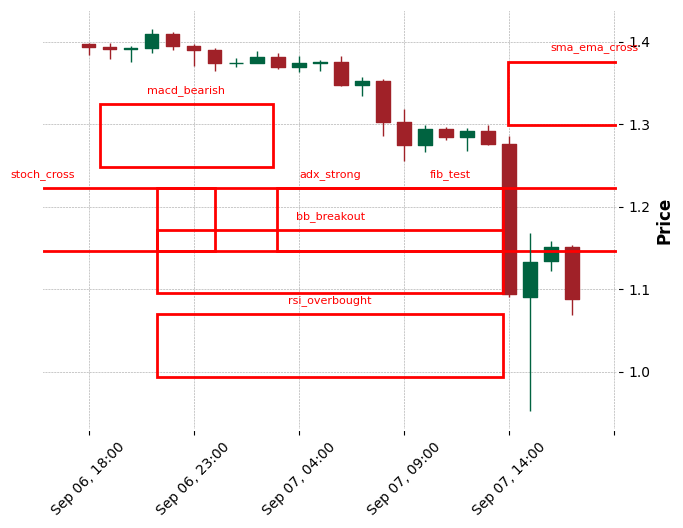 1.4
sma_ema_cross
macd_bearish
1.3
stoch_cross
adx_strong
fib_test
1.2
bb_breakout
Price
1.1
rsi_overbought
1.0
Sep 06, 18:00
Sep 06, 23:00
Sep 07, 04:00
Sep 07, 09:00
Sep 07, 14:00